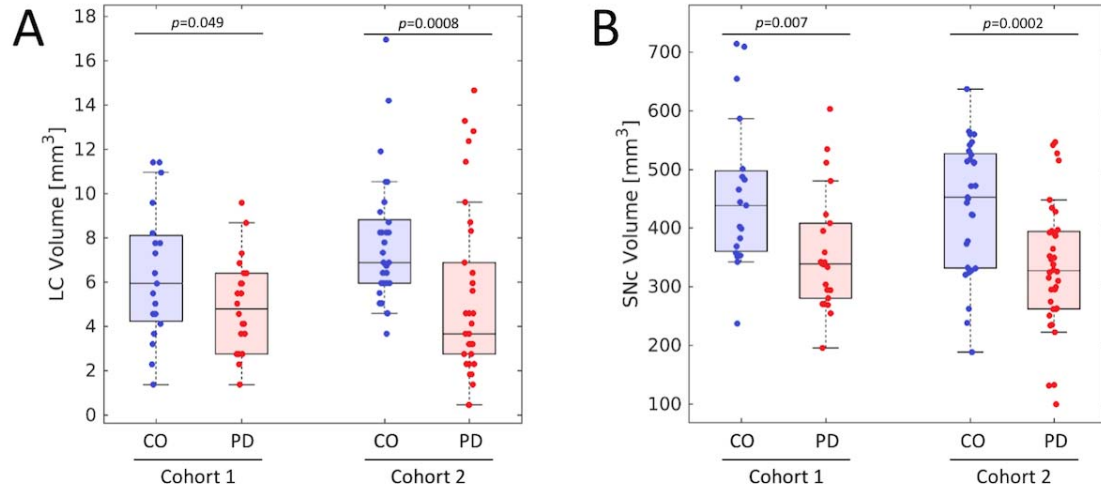 A
LC Volume [mm³]
18
16
14
12
10
8
6
4
2
0
p=0.049
p=0.0008
CO
PD
CO
PD
Cohort 1
Cohort 2
B
SNc Volume [mm³]
700
600
500
400
300
200
100
p=0.007
p=0.0002
CO
PD
CO
PD
Cohort 1
Cohort 2